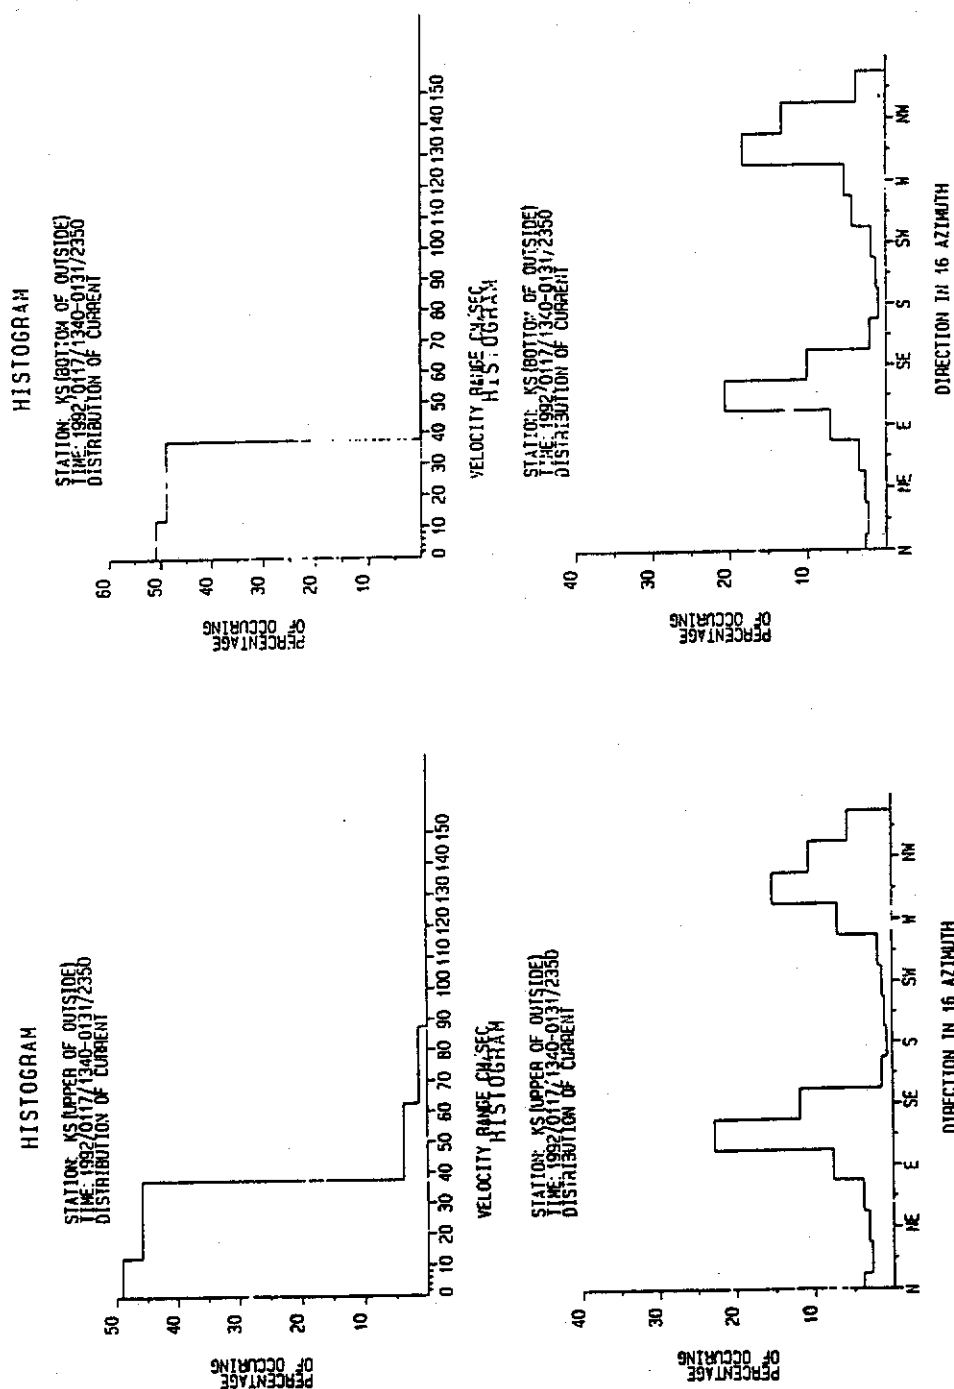 HISTOGRAM
STATION: KS (UPPER OF OUTSIDE)
TIME: 1992/0117/1340-0131/2350
DISTRIBUTION OF CURRENT
PERCENTAGE
OF OCCURING
50
40
30
20
10
0 10 20 30 40 50 60 70 80 90 100 110 120 130 140 150
VELOCITY RANGE CM/SEC
HISTOGRAM
STATION: KS (UPPER OF OUTSIDE)
TIME: 1992/0117/1340-0131/2350
DISTRIBUTION OF CURRENT
PERCENTAGE
OF OCCURING
40
30
20
10
N NE E SE S SW W NW
DIRECTION IN 16 AZIMUTH
HISTOGRAM
STATION: KS (BOTTOM OF OUTSIDE)
TIME: 1992/0117/1340-0131/2350
DISTRIBUTION OF CURRENT
PERCENTAGE
OF OCCURING
60
50
40
30
20
10
0 10 20 30 40 50 60 70 80 90 100 110 120 130 140 150
VELOCITY RANGE CM/SEC
HISTOGRAM
STATION: KS (BOTTOM OF OUTSIDE)
TIME: 1992/0117/1340-0131/2350
DISTRIBUTION OF CURRENT
PERCENTAGE
OF OCCURING
40
30
20
10
N NE E SE S SW W NW
DIRECTION IN 16 AZIMUTH